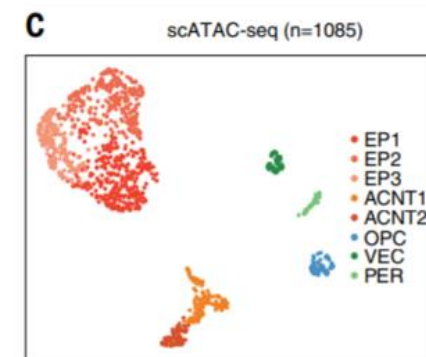 C
scATAC-seq (n=1085)
EP1
EP2
EP3
ACNT1
ACNT2
OPC
VEC
PER